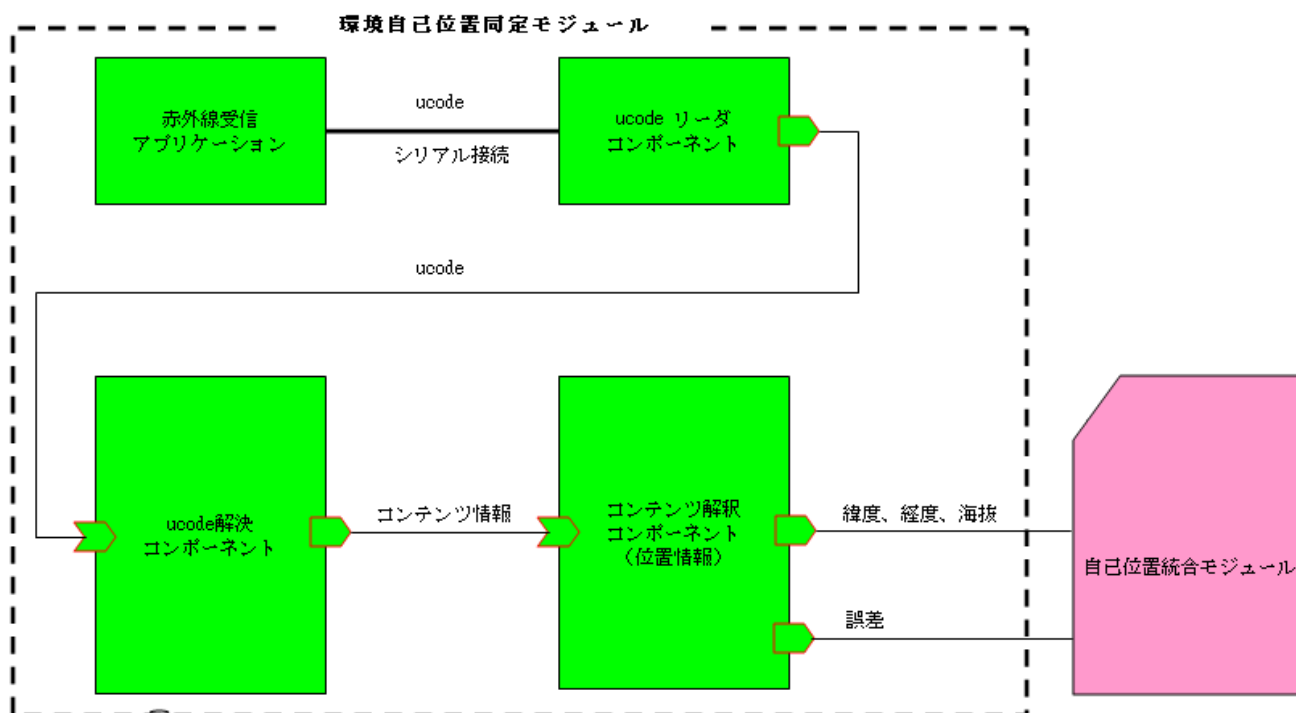 環境自己位置同定モジュール
赤外線受信
アプリケーション
ucode
シリアル接続
ucode リーダ
コンポーネント
ucode
ucode解決
コンポーネント
コンテンツ情報
コンテンツ解釈
コンポーネント
(位置情報)
緯度、経度、海抜
誤差
自己位置統合モジュール